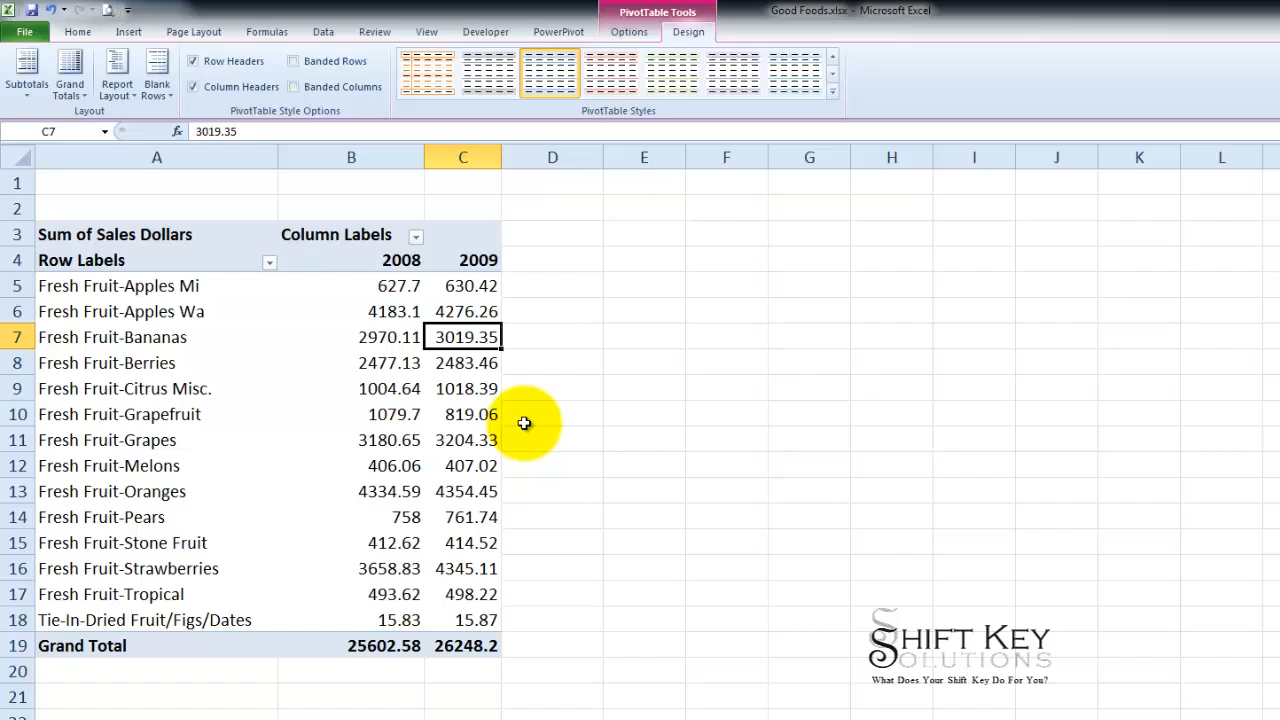 PivotTable Tools
Good Foods.xlsx - Microsoft Excel
File Home Insert Page Layout Formulas Data Review View Developer PowerPivot Options Design
Subtotals
Grand Totals
Report Layout
Blank Rows
Row Headers
Banded Rows
Column Headers
Banded Columns
Layout
PivotTable Style Options
PivotTable Styles
C7
fx
3019.35
A B C D E F G H I J K L
1
2
3 Sum of Sales Dollars Column Labels
4 Row Labels 2008 2009
5 Fresh Fruit-Apples Mi 627.7 630.42
6 Fresh Fruit-Apples Wa 4183.1 4276.26
7 Fresh Fruit-Bananas 2970.11 3019.35
8 Fresh Fruit-Berries 2477.13 2483.46
9 Fresh Fruit-Citrus Misc. 1004.64 1018.39
10 Fresh Fruit-Grapefruit 1079.7 819.06
11 Fresh Fruit-Grapes 3180.65 3204.33
12 Fresh Fruit-Melons 406.06 407.02
13 Fresh Fruit-Oranges 4334.59 4354.45
14 Fresh Fruit-Pears 758 761.74
15 Fresh Fruit-Stone Fruit 412.62 414.52
16 Fresh Fruit-Strawberries 3658.83 4345.11
17 Fresh Fruit-Tropical 493.62 498.22
18 Tie-In-Dried Fruit/Figs/Dates 15.83 15.87
19 Grand Total 25602.58 26248.2
20
21
SHIFT KEY
SOLUTIONS
What Does Your Shift Key Do For You?